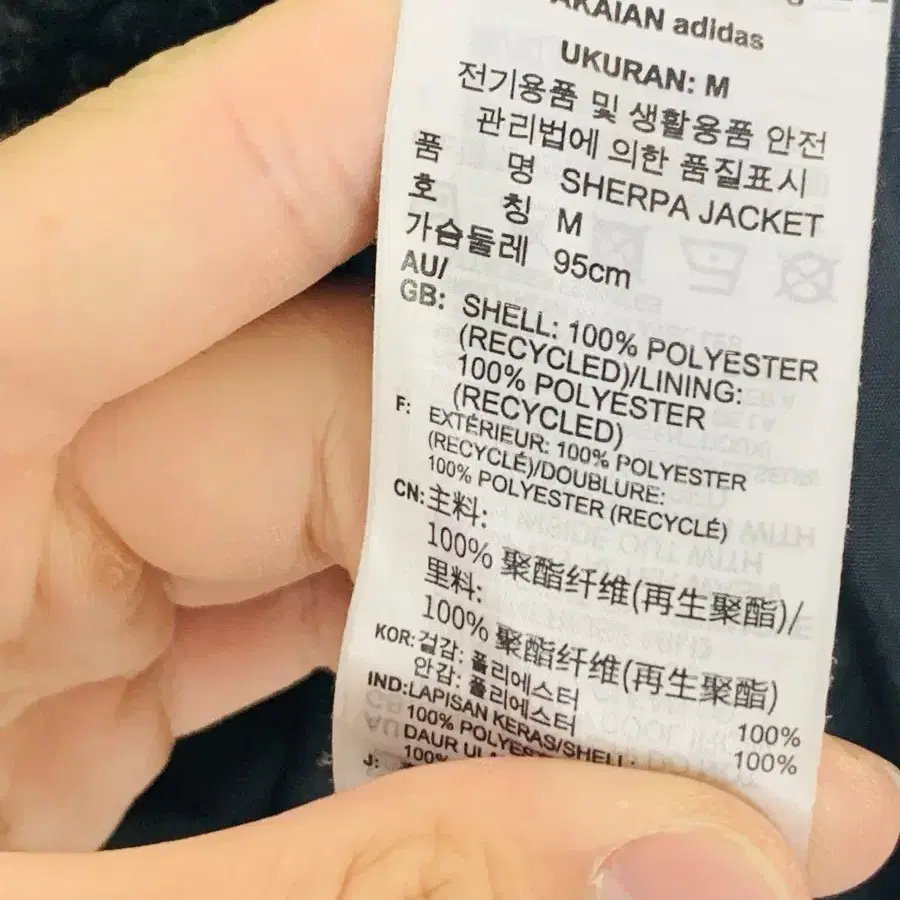 AKAIAN adidas
UKURAN: M
전기용품 및 생활용품 안전
관리법에 의한 품질표시
품 명 SHERPA JACKET
호 칭 M
가슴둘레 95cm
AU/
GB: SHELL: 100% POLYESTER
(RECYCLED)/LINING:
100% POLYESTER
(RECYCLED)
F: EXTÉRIEUR: 100% POLYESTER
(RECYCLÉ)/DOUBLURE:
100% POLYESTER (RECYCLÉ)
CN: 主料:
100% 聚酯纤维(再生聚酯)/
里料:
100% 聚酯纤维(再生聚酯)
KOR: 겉감: 폴리에스터 100%
안감: 폴리에스터 100%
IND: LAPISAN KERAS/SHELL:
100% POLYES
DAUR ULA
100%
J: